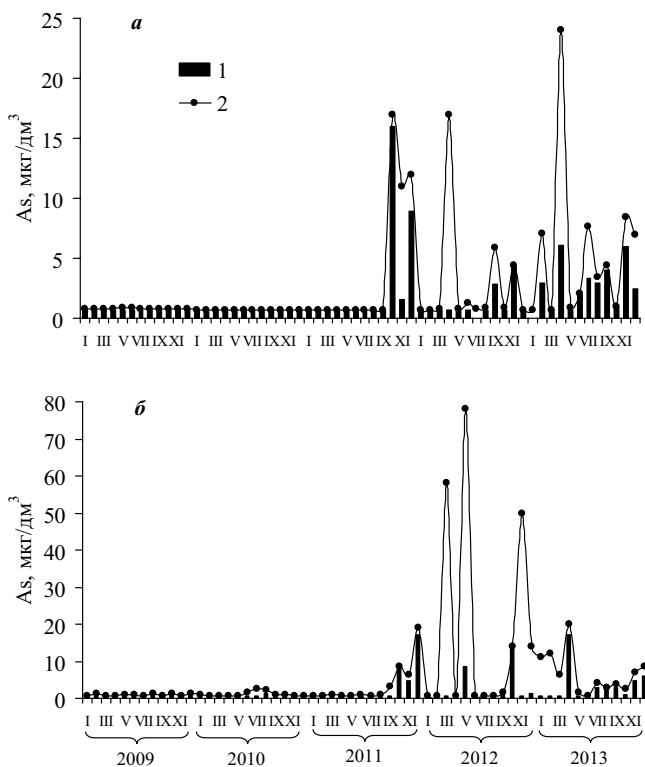 а
1
2
As, мкг/дм³
25
20
15
10
5
0
I III V VII IX XI I III V VII IX XI I III V VII IX XI I III V VII IX XI I III V VII IX XI
б
As, мкг/дм³
80
70
60
50
40
30
20
10
0
I III V VII IX XI I III V VII IX XI I III V VII IX XI I III V VII IX XI I III V VII IX XI
2009 2010 2011 2012 2013